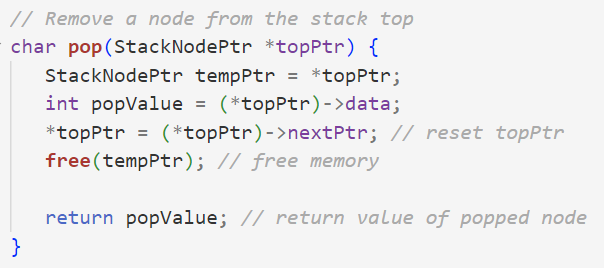 // Remove a node from the stack top
char pop(StackNodePtr *topPtr) {
   StackNodePtr tempPtr = *topPtr;
   int popValue = (*topPtr)->data;
   *topPtr = (*topPtr)->nextPtr; // reset topPtr
   free(tempPtr); // free memory

   return popValue; // return value of popped node
}